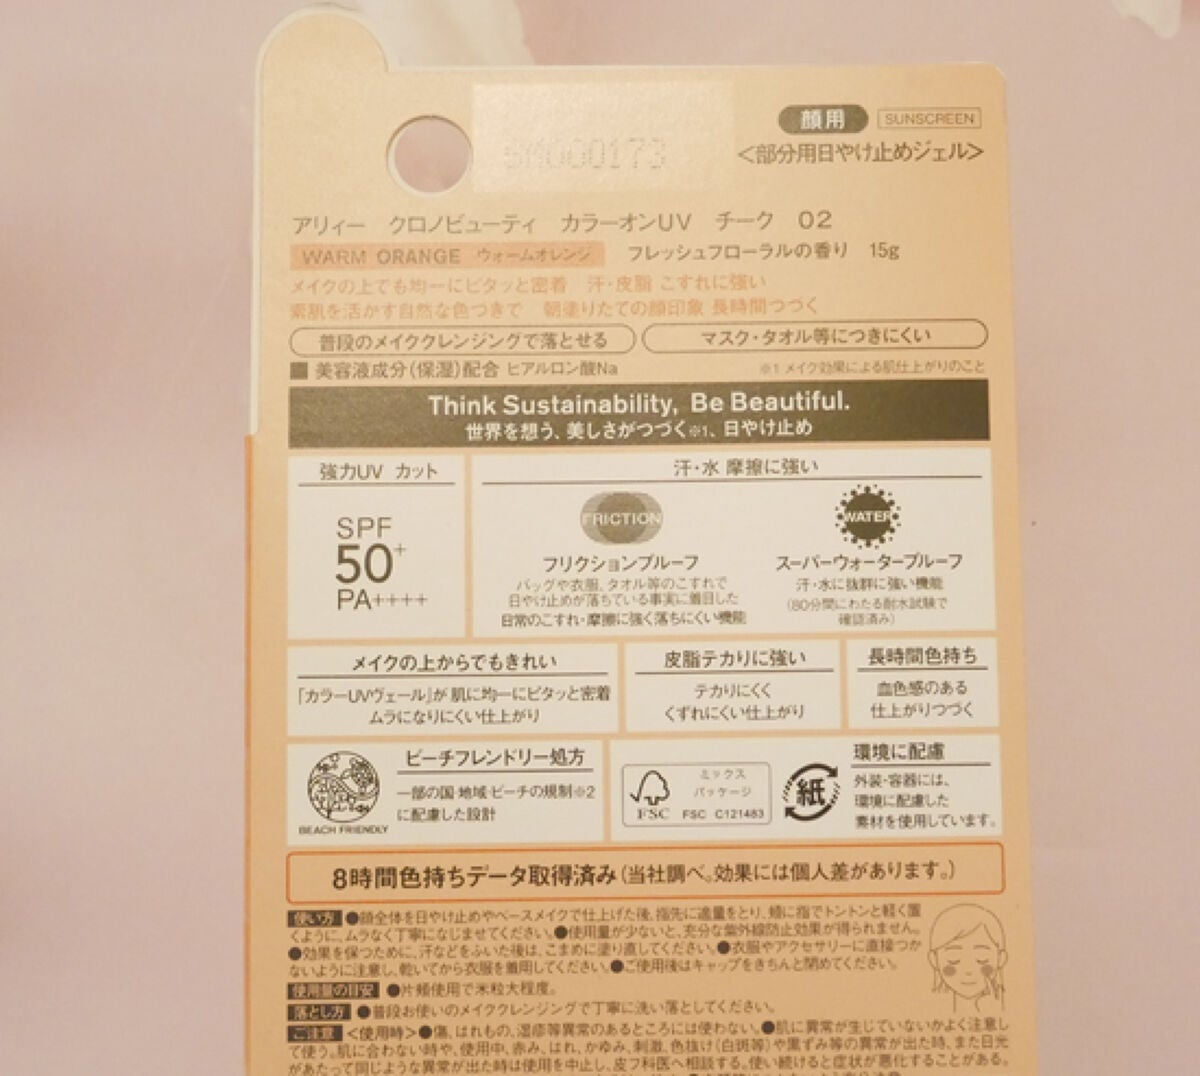 顔用 SUNSCREEN
<部分用日やけ止めジェル>
SM000173
アリィー クロノビューティ カラーオンUV チーク 02
WARM ORANGE ウォームオレンジ フレッシュフローラルの香り 15g
メイクの上でも均一にピタッと密着 汗・皮脂 こすれに強い
素肌を活かす自然な色つきで 朝塗りたての顔印象 長時間つづく
普段のメイククレンジングで落とせる マスク・タオル等につきにくい
■ 美容液成分(保湿)配合 ヒアルロン酸Na ※1 メイク効果による肌仕上がりのこと
Think Sustainability, Be Beautiful.
世界を想う、美しさがつづく※1、日やけ止め
強力UV カット
SPF
50+
PA++++
汗・水 摩擦に強い
FRICTION
フリクションプルーフ
バッグや衣服、タオル等のこすれで
日やけ止めが落ちている事実に着目した
日常のこすれ・摩擦に強く落ちにくい機能
WATER
スーパーウォータープルーフ
汗・水に抜群に強い機能
(80分間にわたる耐水試験で
確認済み)
メイクの上からでもきれい
「カラーUVヴェール」が 肌に均一にピタッと密着
ムラになりにくい仕上がり
皮脂テカりに強い
テカりにくく
くずれにくい仕上がり
長時間色持ち
血色感のある
仕上がりつづく
ビーチフレンドリー処方
一部の国・地域・ビーチの規制※2
に配慮した設計
BEACH FRIENDLY
FSC
ミックス
パッケージ
FSC C121483
紙
環境に配慮
外装・容器には、
環境に配慮した
素材を使用しています。
8時間色持ちデータ取得済み(当社調べ。効果には個人差があります。)
使い方 ●顔全体を日やけ止めやベースメイクで仕上げた後、指先に適量をとり、頬に指でトントンと軽く置
くように、ムラなく丁寧になじませてください。●使用量が少ないと、充分な紫外線防止効果が得られません。
●効果を保つために、汗などをふいた後は、こまめに塗り直してください。●衣服やアクセサリーに直接つか
ないように注意し、乾いてから衣服を着用してください。●ご使用後はキャップをきちんと閉めてください。
使用量の目安 ●片頬使用で米粒大程度。
落とし方 ●普段お使いのメイククレンジングで丁寧に洗い落としてください。
ご注意 <使用時>●傷、はれもの、湿疹等異常のあるところには使わない。●肌に異常が生じていないかよく注意し
て使う。肌に合わない時や、使用中、赤み、はれ、かゆみ、刺激、色抜け(白斑等)や黒ずみ等の異常が出た時、また日光
があたって同じような異常が出た時は使用を中止し、皮フ科医へ相談する。使い続けると症状が悪化することがある。